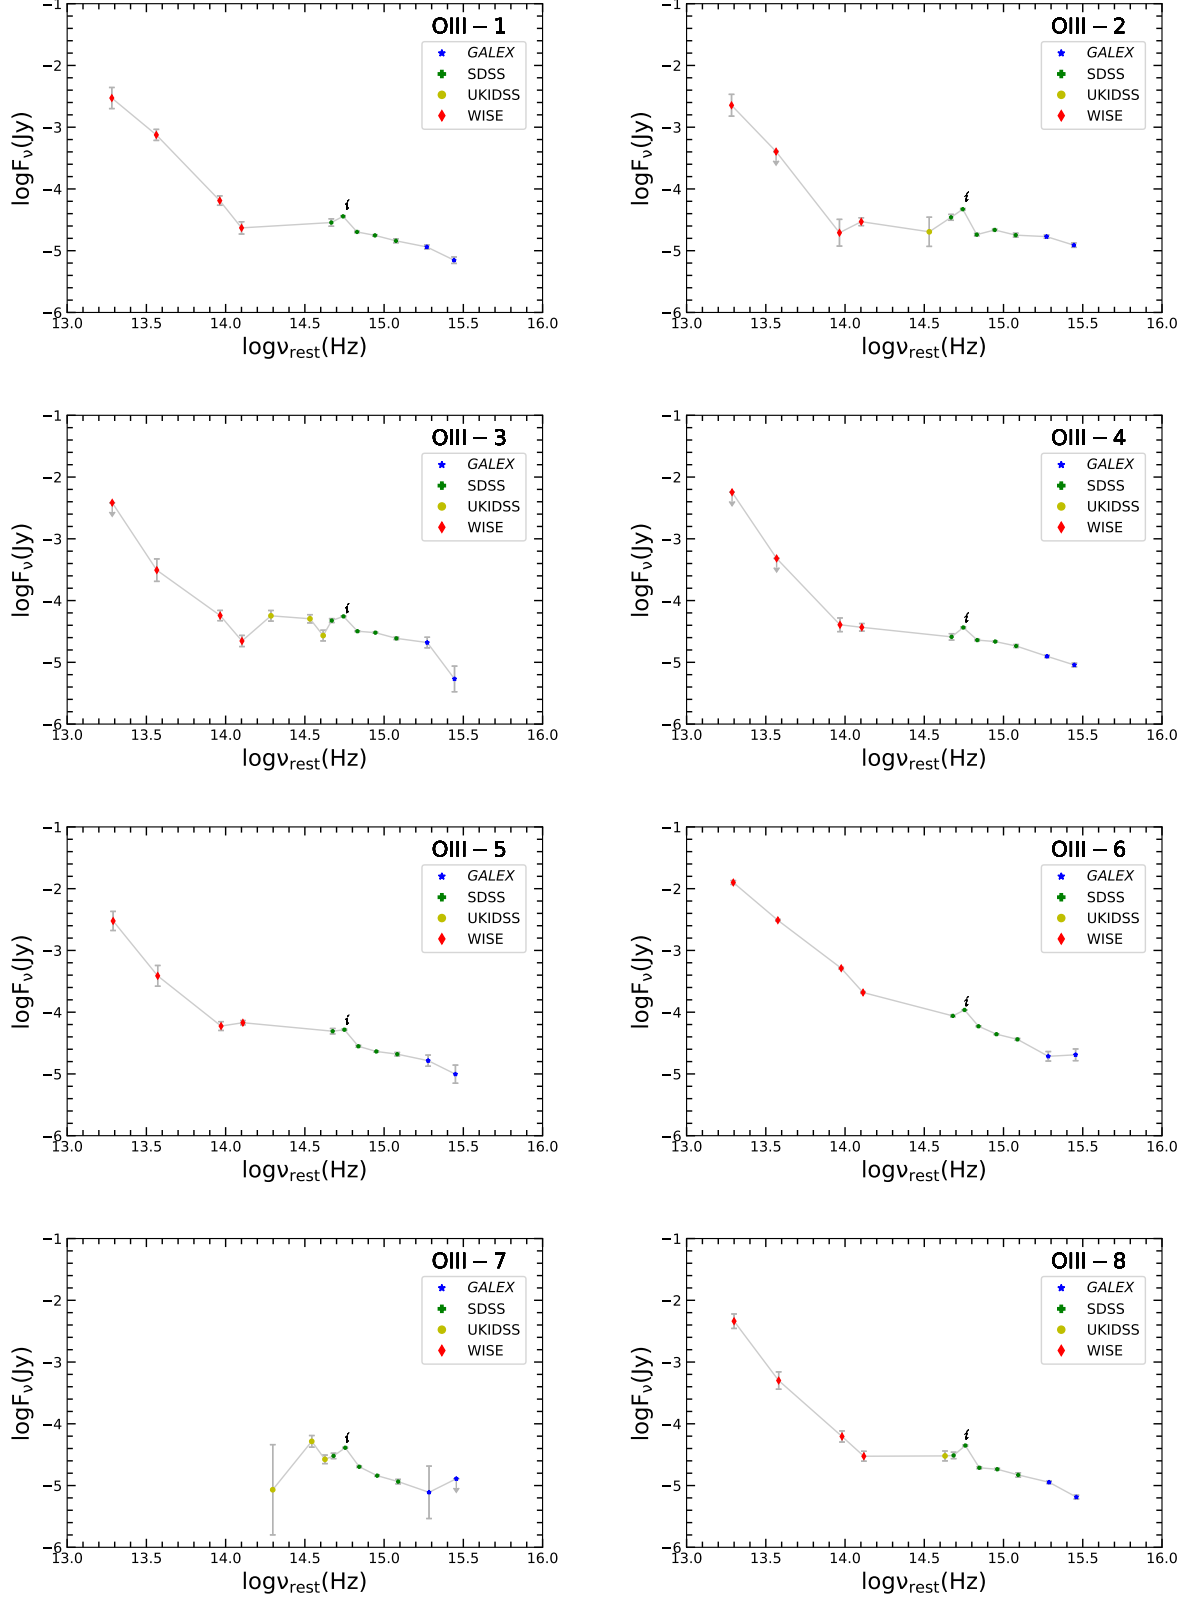 −1
−2
−3
−4
−5
−6
logFν(Jy)
OIII − 1
GALEX
SDSS
UKIDSS
WISE
13.0 13.5 14.0 14.5 15.0 15.5 16.0
logνrest(Hz)
−1
−2
−3
−4
−5
−6
logFν(Jy)
OIII − 2
GALEX
SDSS
UKIDSS
WISE
13.0 13.5 14.0 14.5 15.0 15.5 16.0
logνrest(Hz)
−1
−2
−3
−4
−5
−6
logFν(Jy)
OIII − 3
GALEX
SDSS
UKIDSS
WISE
13.0 13.5 14.0 14.5 15.0 15.5 16.0
logνrest(Hz)
−1
−2
−3
−4
−5
−6
logFν(Jy)
OIII − 4
GALEX
SDSS
UKIDSS
WISE
13.0 13.5 14.0 14.5 15.0 15.5 16.0
logνrest(Hz)
−1
−2
−3
−4
−5
−6
logFν(Jy)
OIII − 5
GALEX
SDSS
UKIDSS
WISE
13.0 13.5 14.0 14.5 15.0 15.5 16.0
logνrest(Hz)
−1
−2
−3
−4
−5
−6
logFν(Jy)
OIII − 6
GALEX
SDSS
UKIDSS
WISE
13.0 13.5 14.0 14.5 15.0 15.5 16.0
logνrest(Hz)
−1
−2
−3
−4
−5
−6
logFν(Jy)
OIII − 7
GALEX
SDSS
UKIDSS
WISE
13.0 13.5 14.0 14.5 15.0 15.5 16.0
logνrest(Hz)
−1
−2
−3
−4
−5
−6
logFν(Jy)
OIII − 8
GALEX
SDSS
UKIDSS
WISE
13.0 13.5 14.0 14.5 15.0 15.5 16.0
logνrest(Hz)